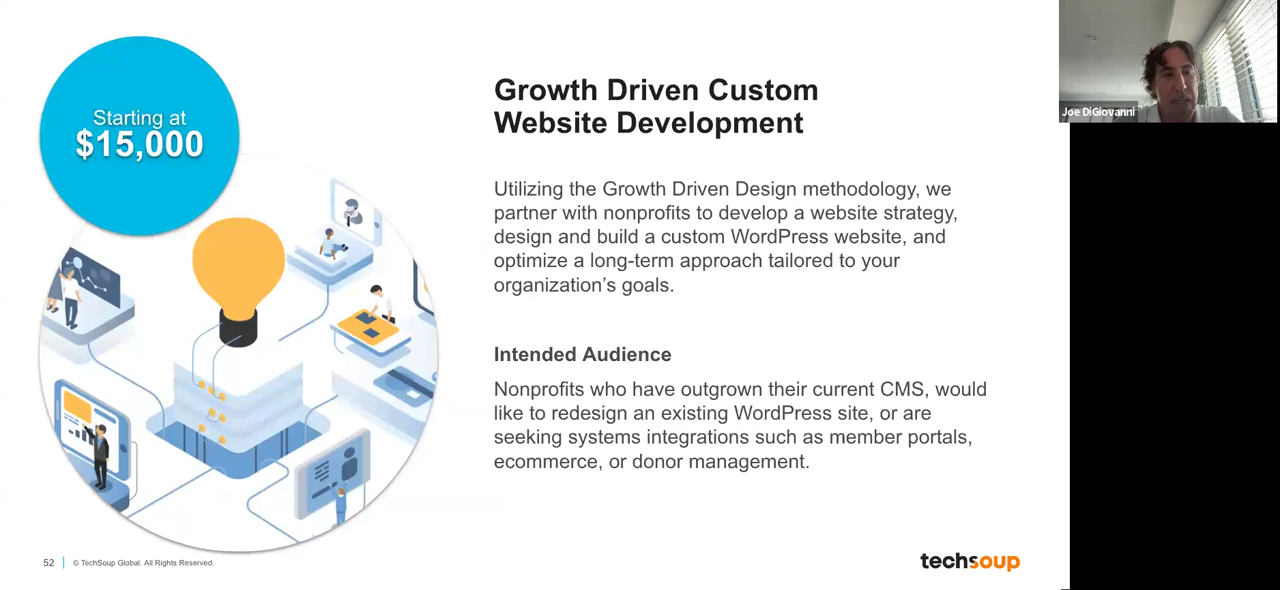 Starting at
$15,000
Growth Driven Custom
Website Development
Utilizing the Growth Driven Design methodology, we
partner with nonprofits to develop a website strategy,
design and build a custom WordPress website, and
optimize a long-term approach tailored to your
organization’s goals.
Intended Audience
Nonprofits who have outgrown their current CMS, would
like to redesign an existing WordPress site, or are
seeking systems integrations such as member portals,
ecommerce, or donor management.
52 | © TechSoup Global. All Rights Reserved.
techsoup
Joe DiGiovanni